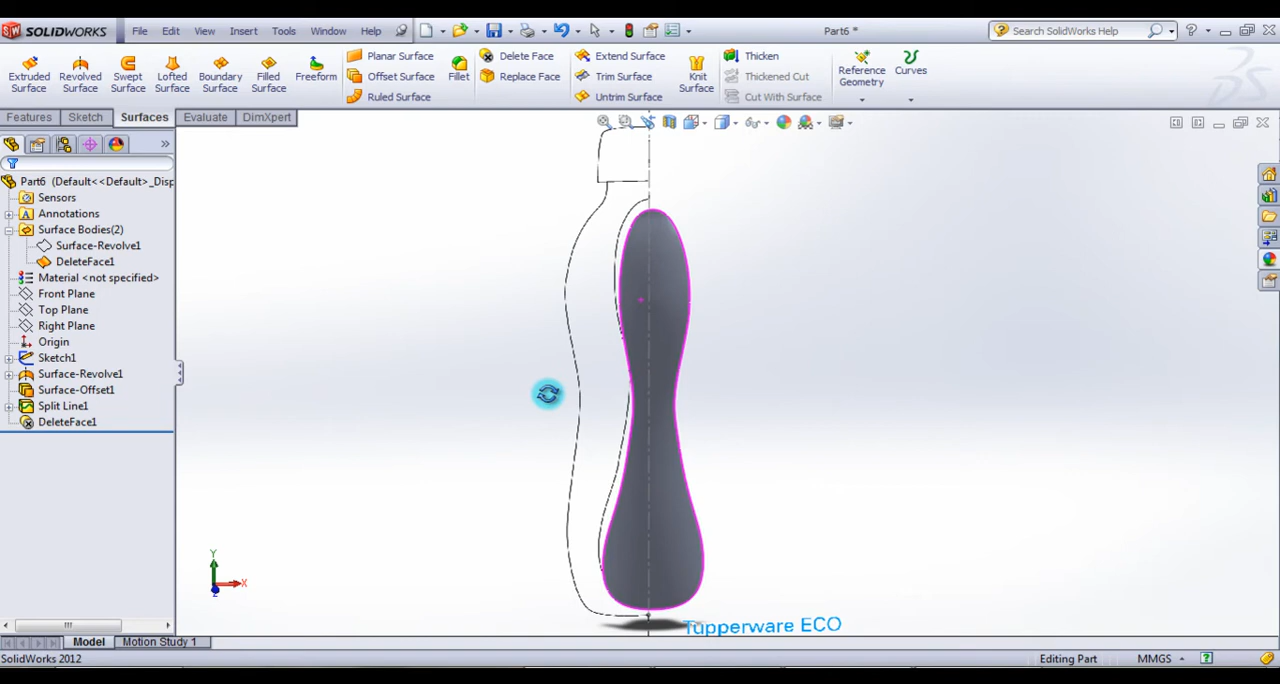 SOLIDWORKS File Edit View Insert Tools Window Help Part6 * Search SolidWorks Help
Extruded Surface
Revolved Surface
Swept Surface
Lofted Surface
Boundary Surface
Filled Surface
Freeform
Planar Surface
Offset Surface
Ruled Surface
Fillet
Delete Face
Replace Face
Extend Surface
Trim Surface
Untrim Surface
Knit Surface
Thicken
Thickened Cut
Cut With Surface
Reference Geometry
Curves
Features Sketch Surfaces Evaluate DimXpert
Part6 (Default<<Default>_Disp
Sensors
Annotations
Surface Bodies(2)
Surface-Revolve1
DeleteFace1
Material <not specified>
Front Plane
Top Plane
Right Plane
Origin
Sketch1
Surface-Revolve1
Surface-Offset1
Split Line1
DeleteFace1
Y
X
Z
Tupperware ECO
Model Motion Study 1
SolidWorks 2012 Editing Part MMGS